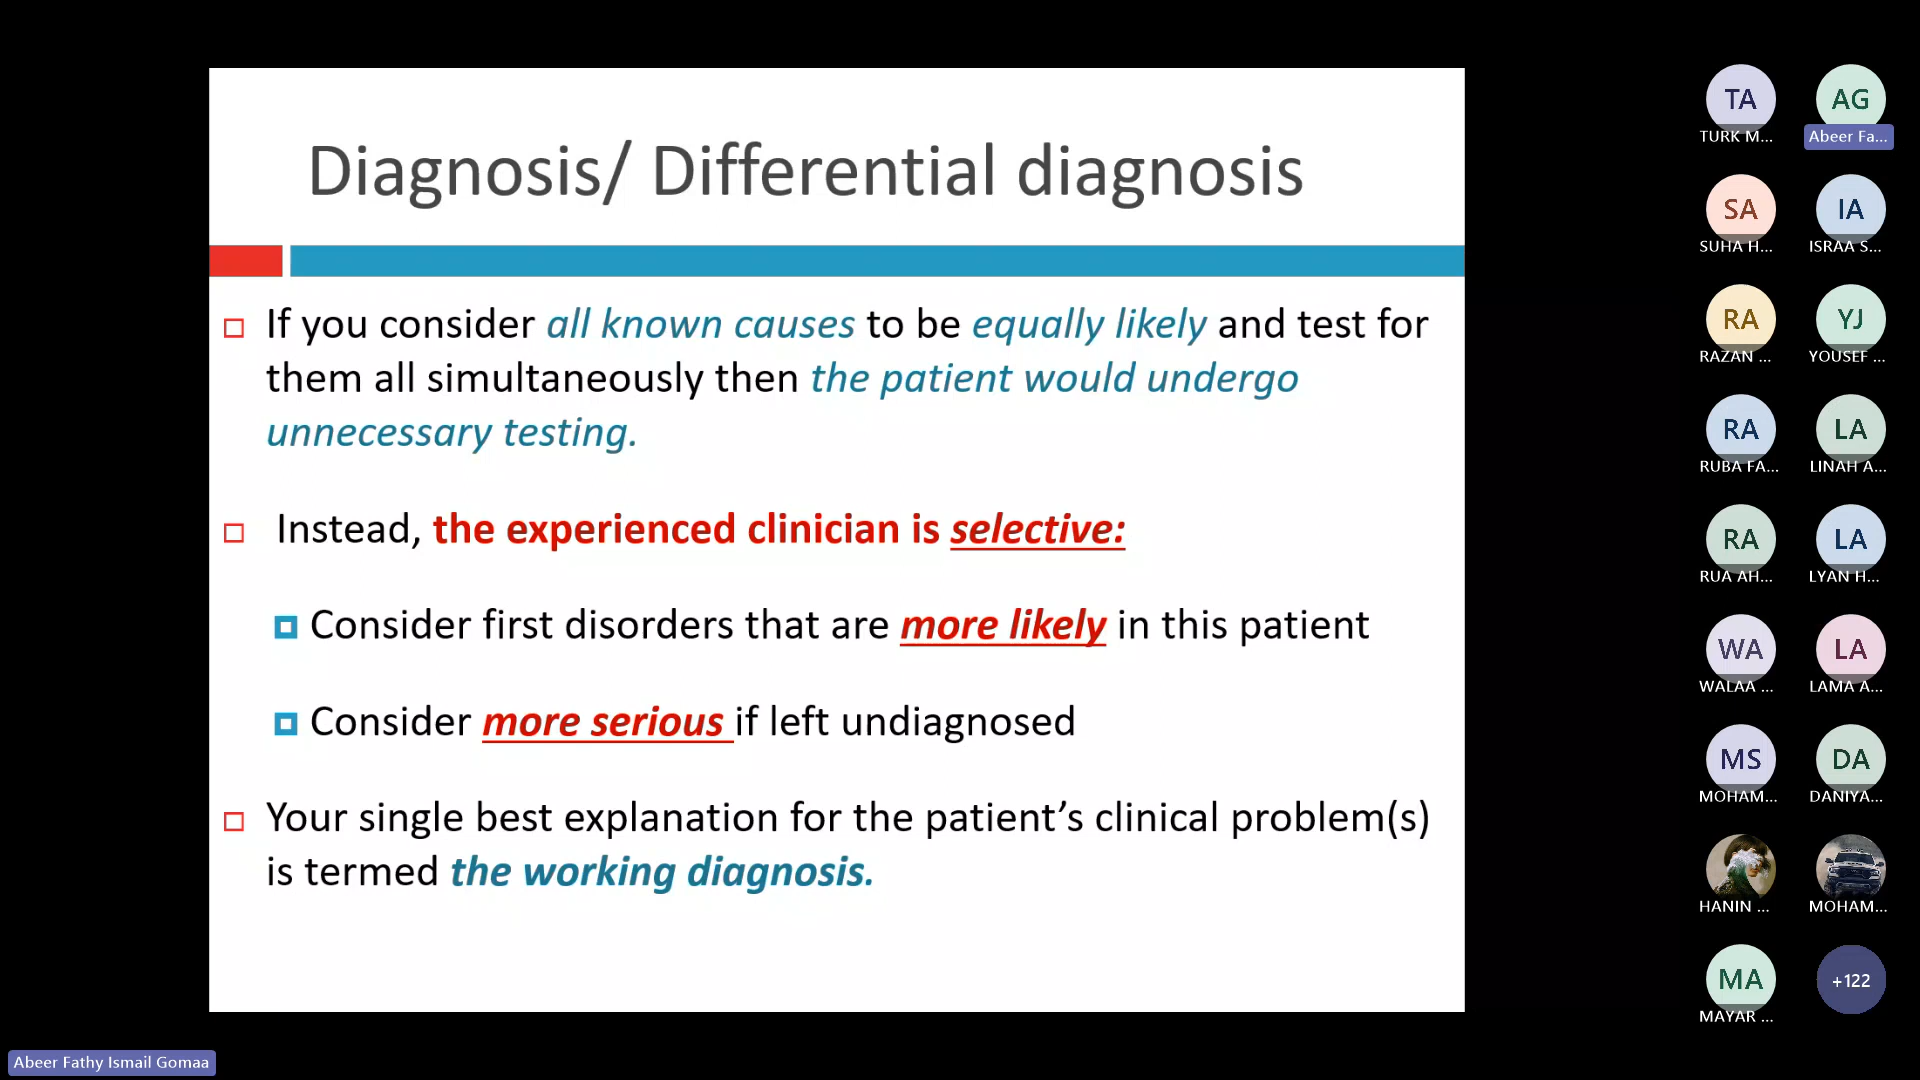 Diagnosis/ Differential diagnosis
If you consider all known causes to be equally likely and test for
them all simultaneously then the patient would undergo
unnecessary testing.
Instead, the experienced clinician is selective:
Consider first disorders that are more likely in this patient
Consider more serious if left undiagnosed
Your single best explanation for the patient’s clinical problem(s)
is termed the working diagnosis.
TA
TURK M...
AG
Abeer Fa...
SA
SUHA H...
IA
ISRAA S...
RA
RAZAN ...
YJ
YOUSEF ...
RA
RUBA FA...
LA
LINAH A...
RA
RUA AH...
LA
LYAN H...
WA
WALAA ...
LA
LAMA A...
MS
MOHAM...
DA
DANIYA...
HANIN ...
MOHAM...
MA
MAYAR ...
+122
Abeer Fathy Ismail Gomaa